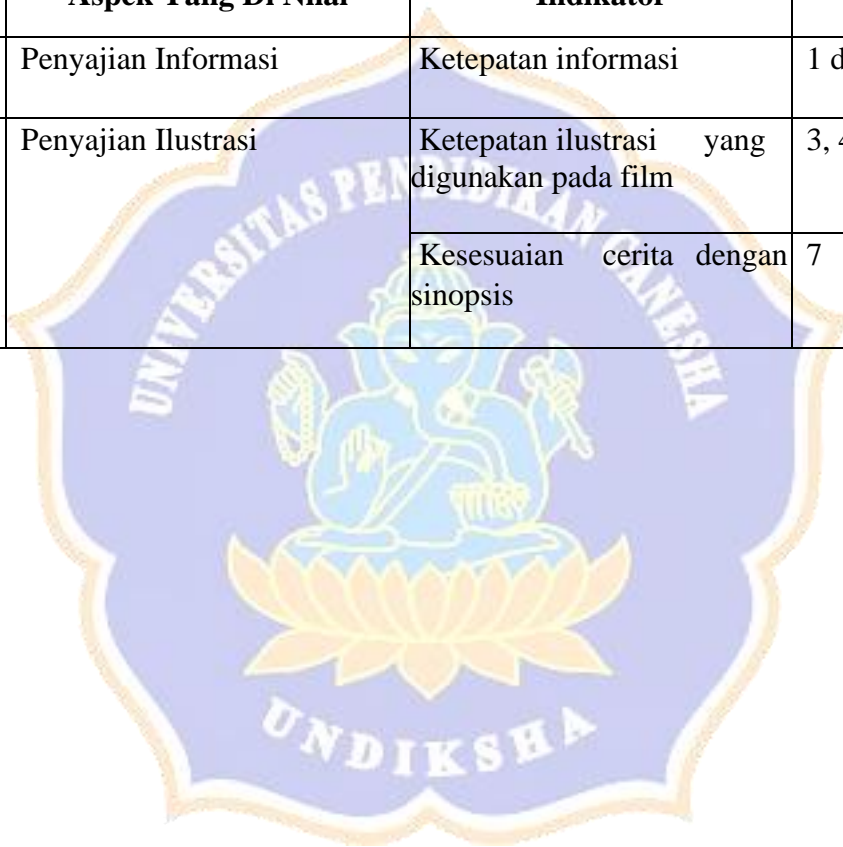 Aspek Yang Di Nilai
Indikator
Penyajian Informasi
Ketepatan informasi
1 d
Penyajian Ilustrasi
Ketepatan ilustrasi yang
digunakan pada film
3, 4
Kesesuaian cerita dengan
sinopsis
7
UNIVERSITAS PENDIDIKAN GANESHA
UNDIKSHA